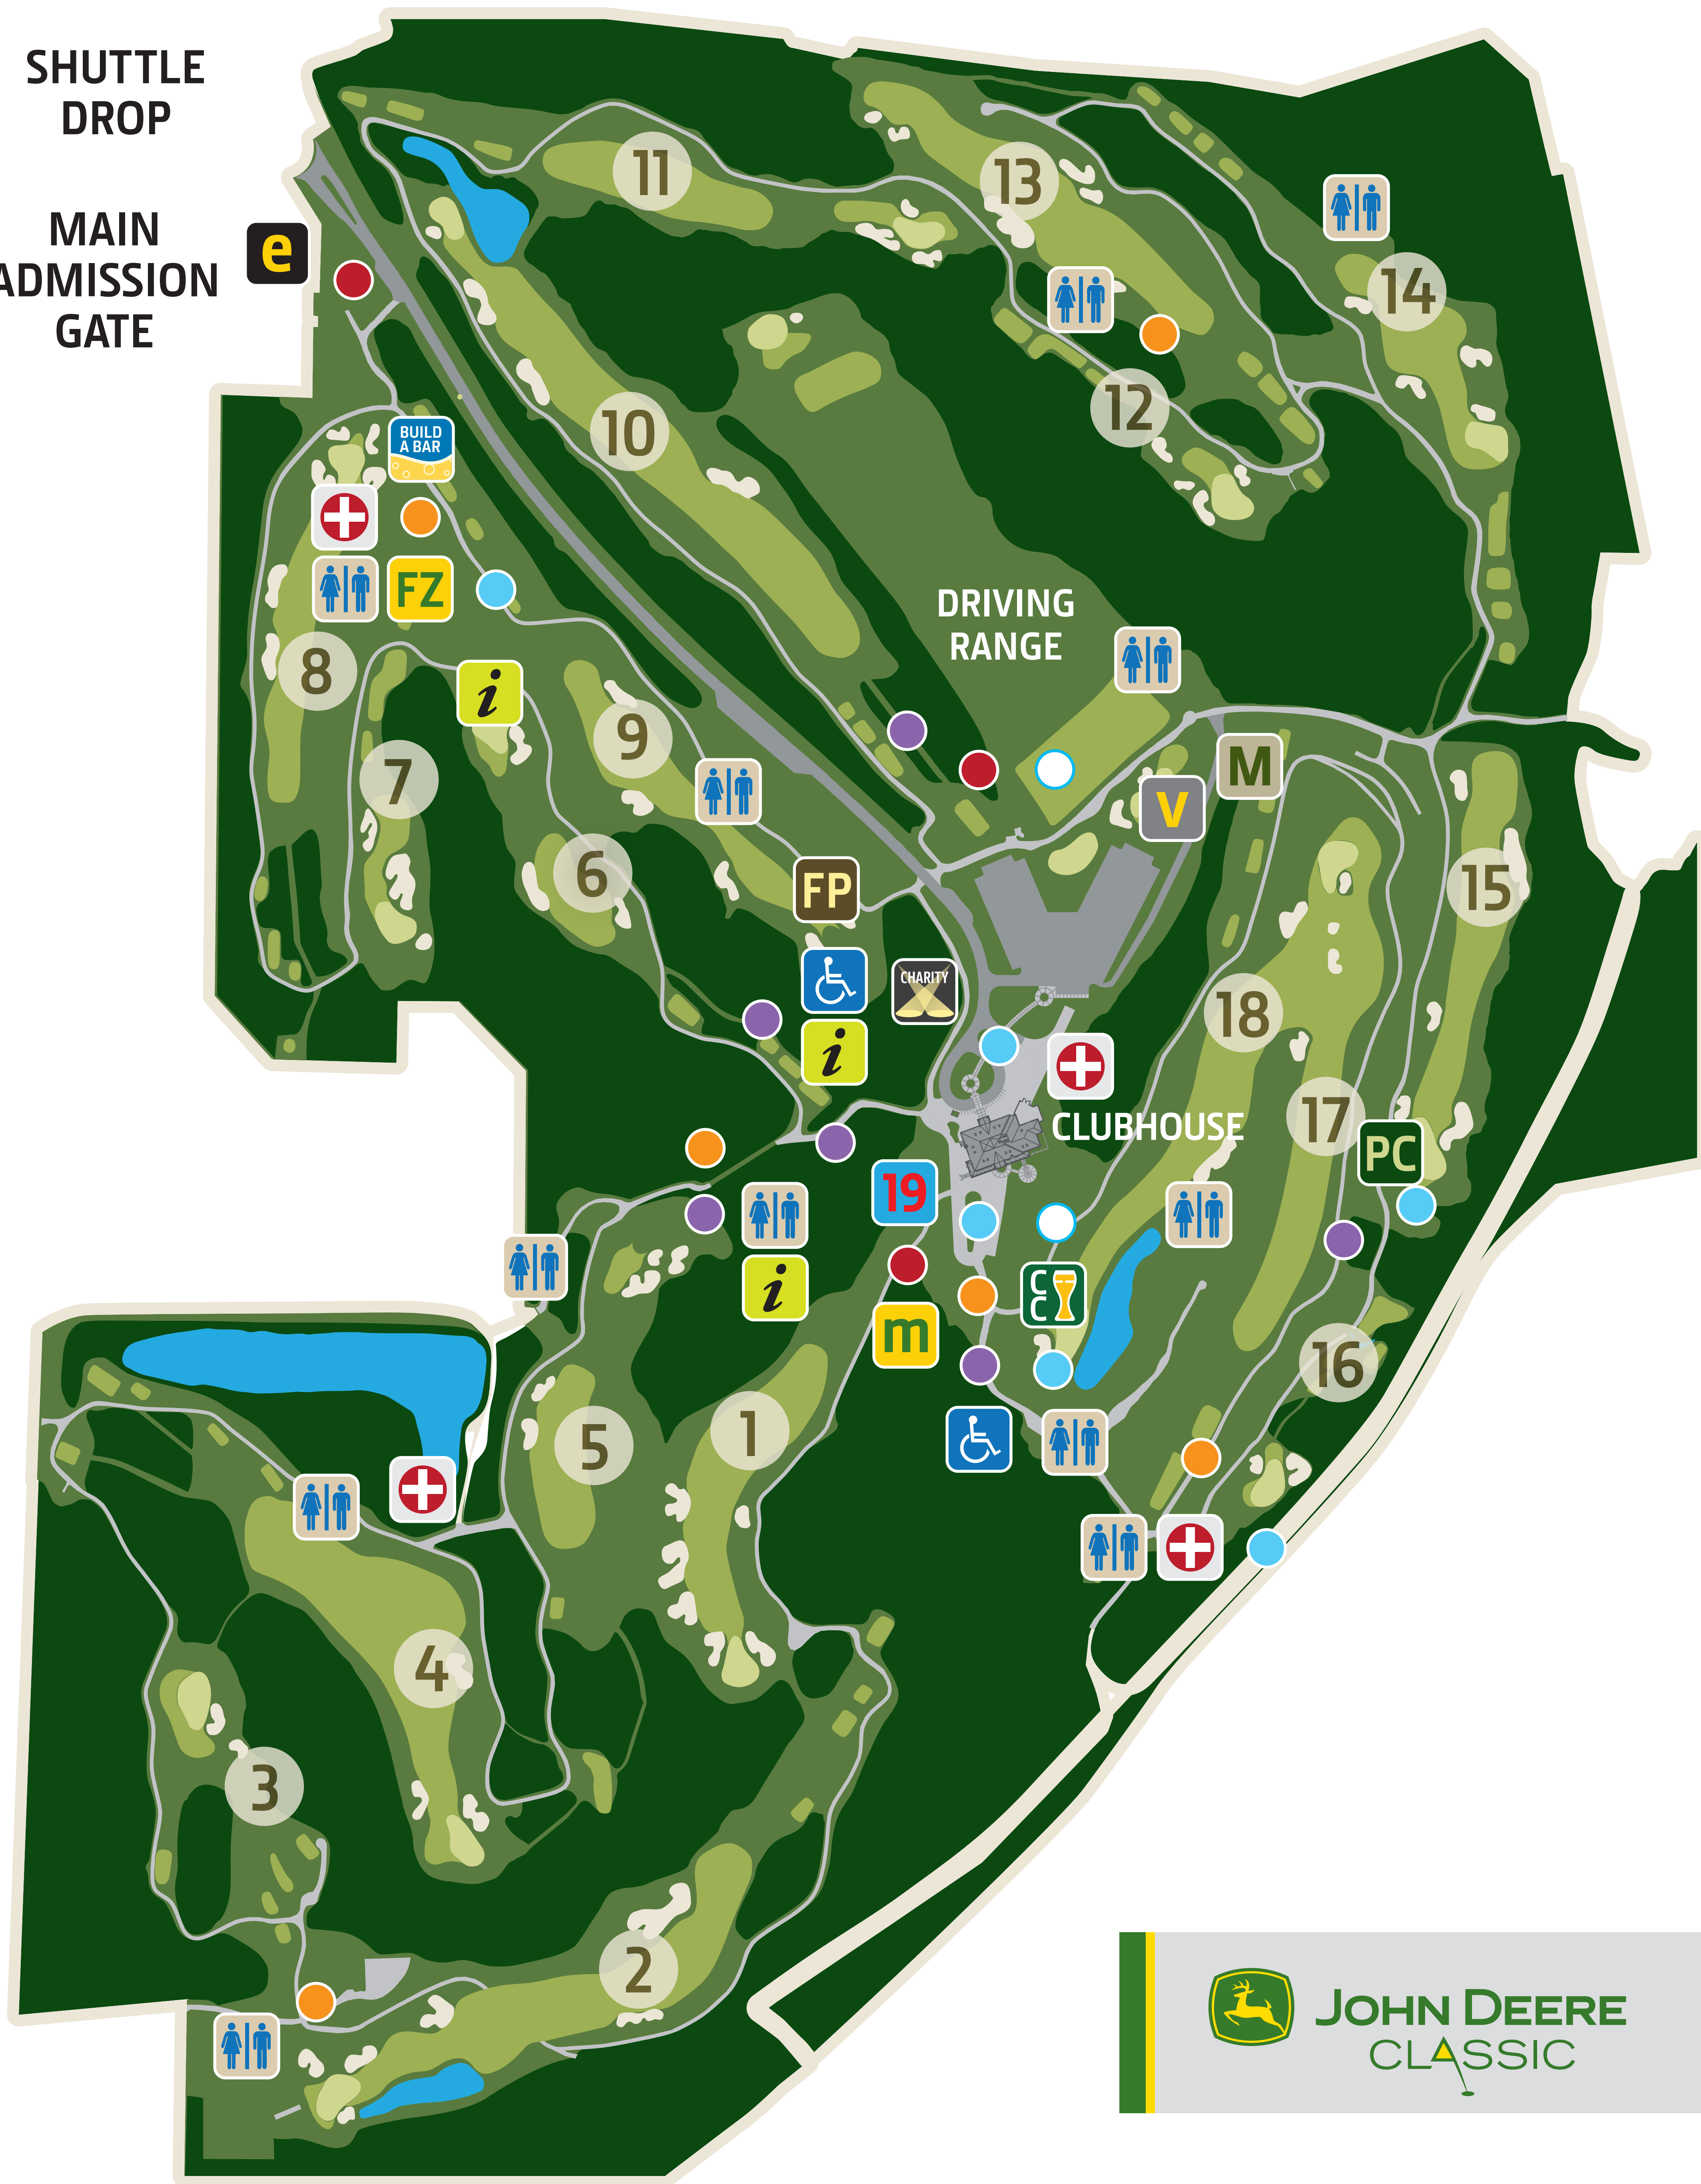 SHUTTLE
DROP
MAIN
ADMISSION
GATE
e
11
13
14
12
10
BUILD
A BAR
FZ
8
i
9
7
6
DRIVING
RANGE
M
V
FP
15
CHARITY
18
i
17
CLUBHOUSE
PC
19
i
CC
m
16
5
1
4
3
2
JOHN DEERE
CLASSIC